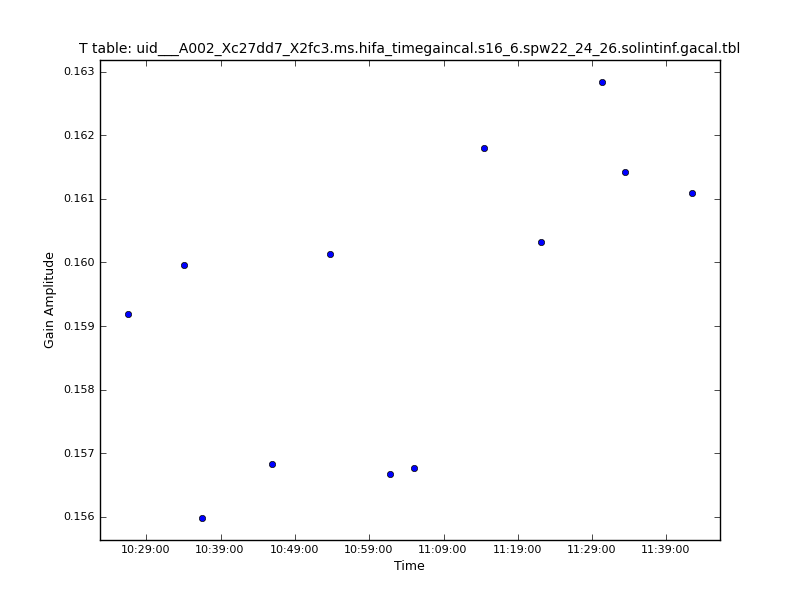 T table: uid___A002_Xc27dd7_X2fc3.ms.hifa_timegaincal.s16_6.spw22_24_26.solintinf.gacal.tbl
0.163
0.162
0.161
0.160
0.159
0.158
0.157
0.156
Gain Amplitude
10:29:00 10:39:00 10:49:00 10:59:00 11:09:00 11:19:00 11:29:00 11:39:00
Time